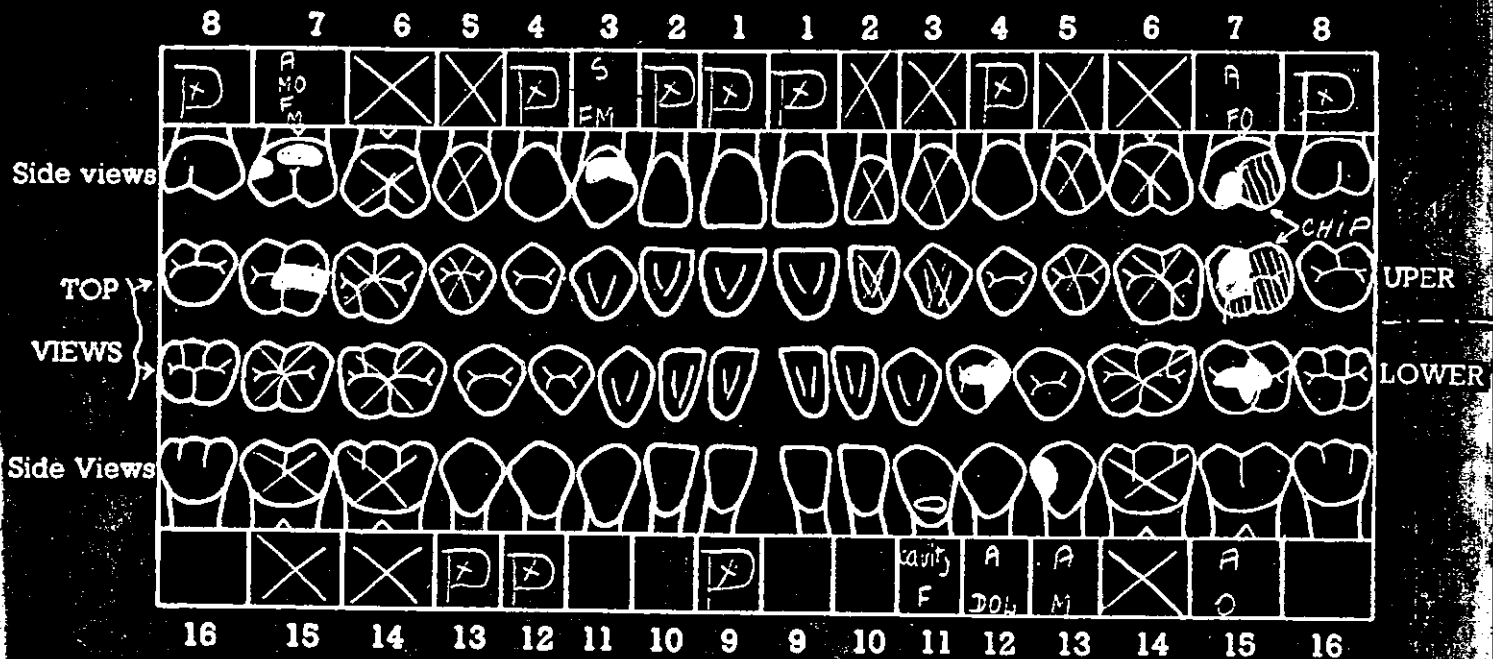 8 7 6 5 4 3 2 1 1 2 3 4 5 6 7 8
A S A
MO
F
M FM FO
Side views
CHIP
TOP UPER
VIEWS
LOWER
Side Views
cavity A A A
F DOL M O
16 15 14 13 12 11 10 9 9 10 11 12 13 14 15 16